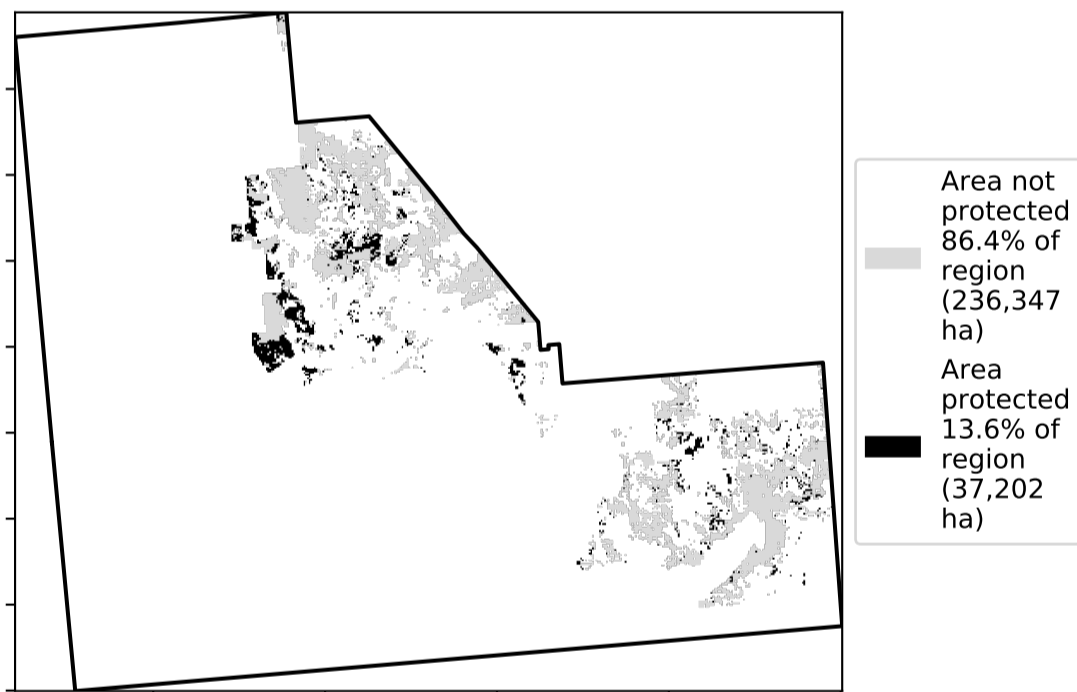 Area not
protected
86.4% of
region
(236,347
ha)
Area
protected
13.6% of
region
(37,202
ha)